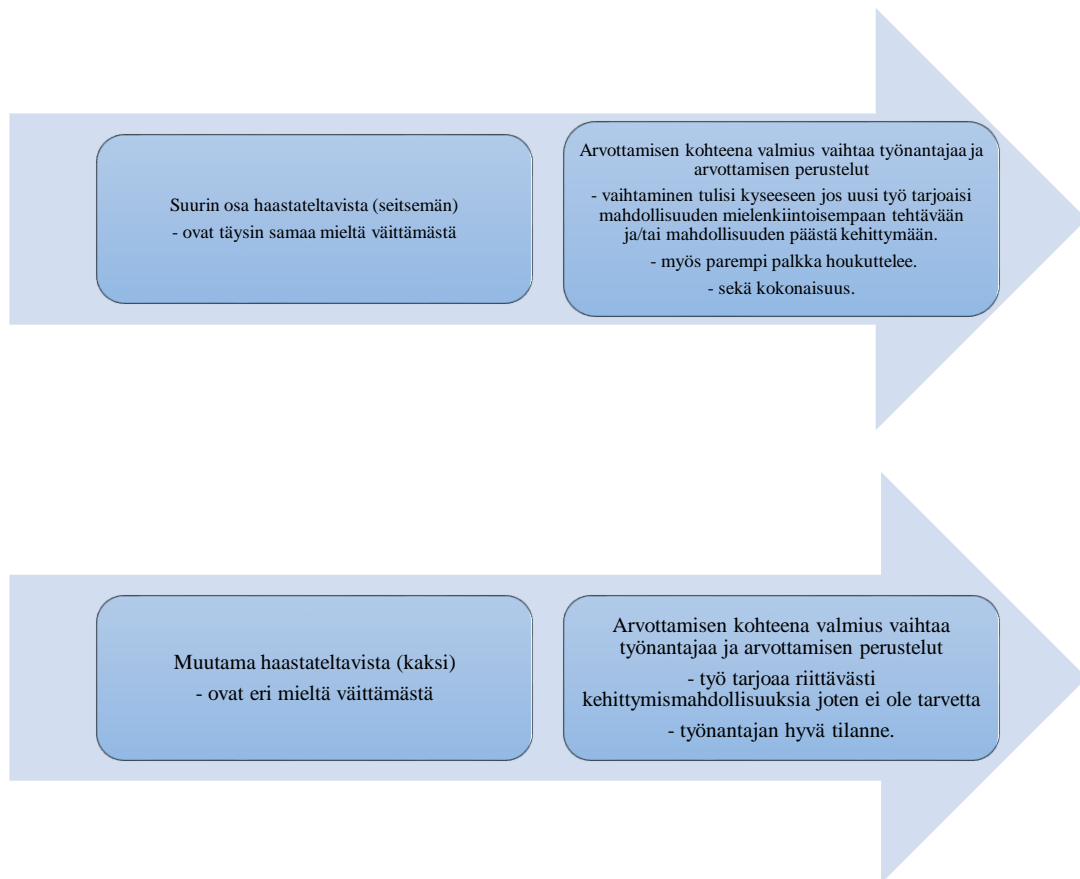 Suurin osa haastateltavista (seitsemän)
- ovat täysin samaa mieltä väittämästä
Arvottamisen kohteena valmius vaihtaa työnantajaa ja
arvottamisen perustelut
- vaihtaminen tulisi kyseeseen jos uusi työ tarjoaisi
mahdollisuuden mielenkiintoisempaan tehtävään
ja/tai mahdollisuuden päästä kehittymään.
- myös parempi palkka houkuttelee.
- sekä kokonaisuus.
Muutama haastateltavista (kaksi)
- ovat eri mieltä väittämästä
Arvottamisen kohteena valmius vaihtaa
työnantajaa ja arvottamisen perustelut
- työ tarjoaa riittävästi
kehittymismahdollisuuksia joten ei ole tarvetta
- työnantajan hyvä tilanne.